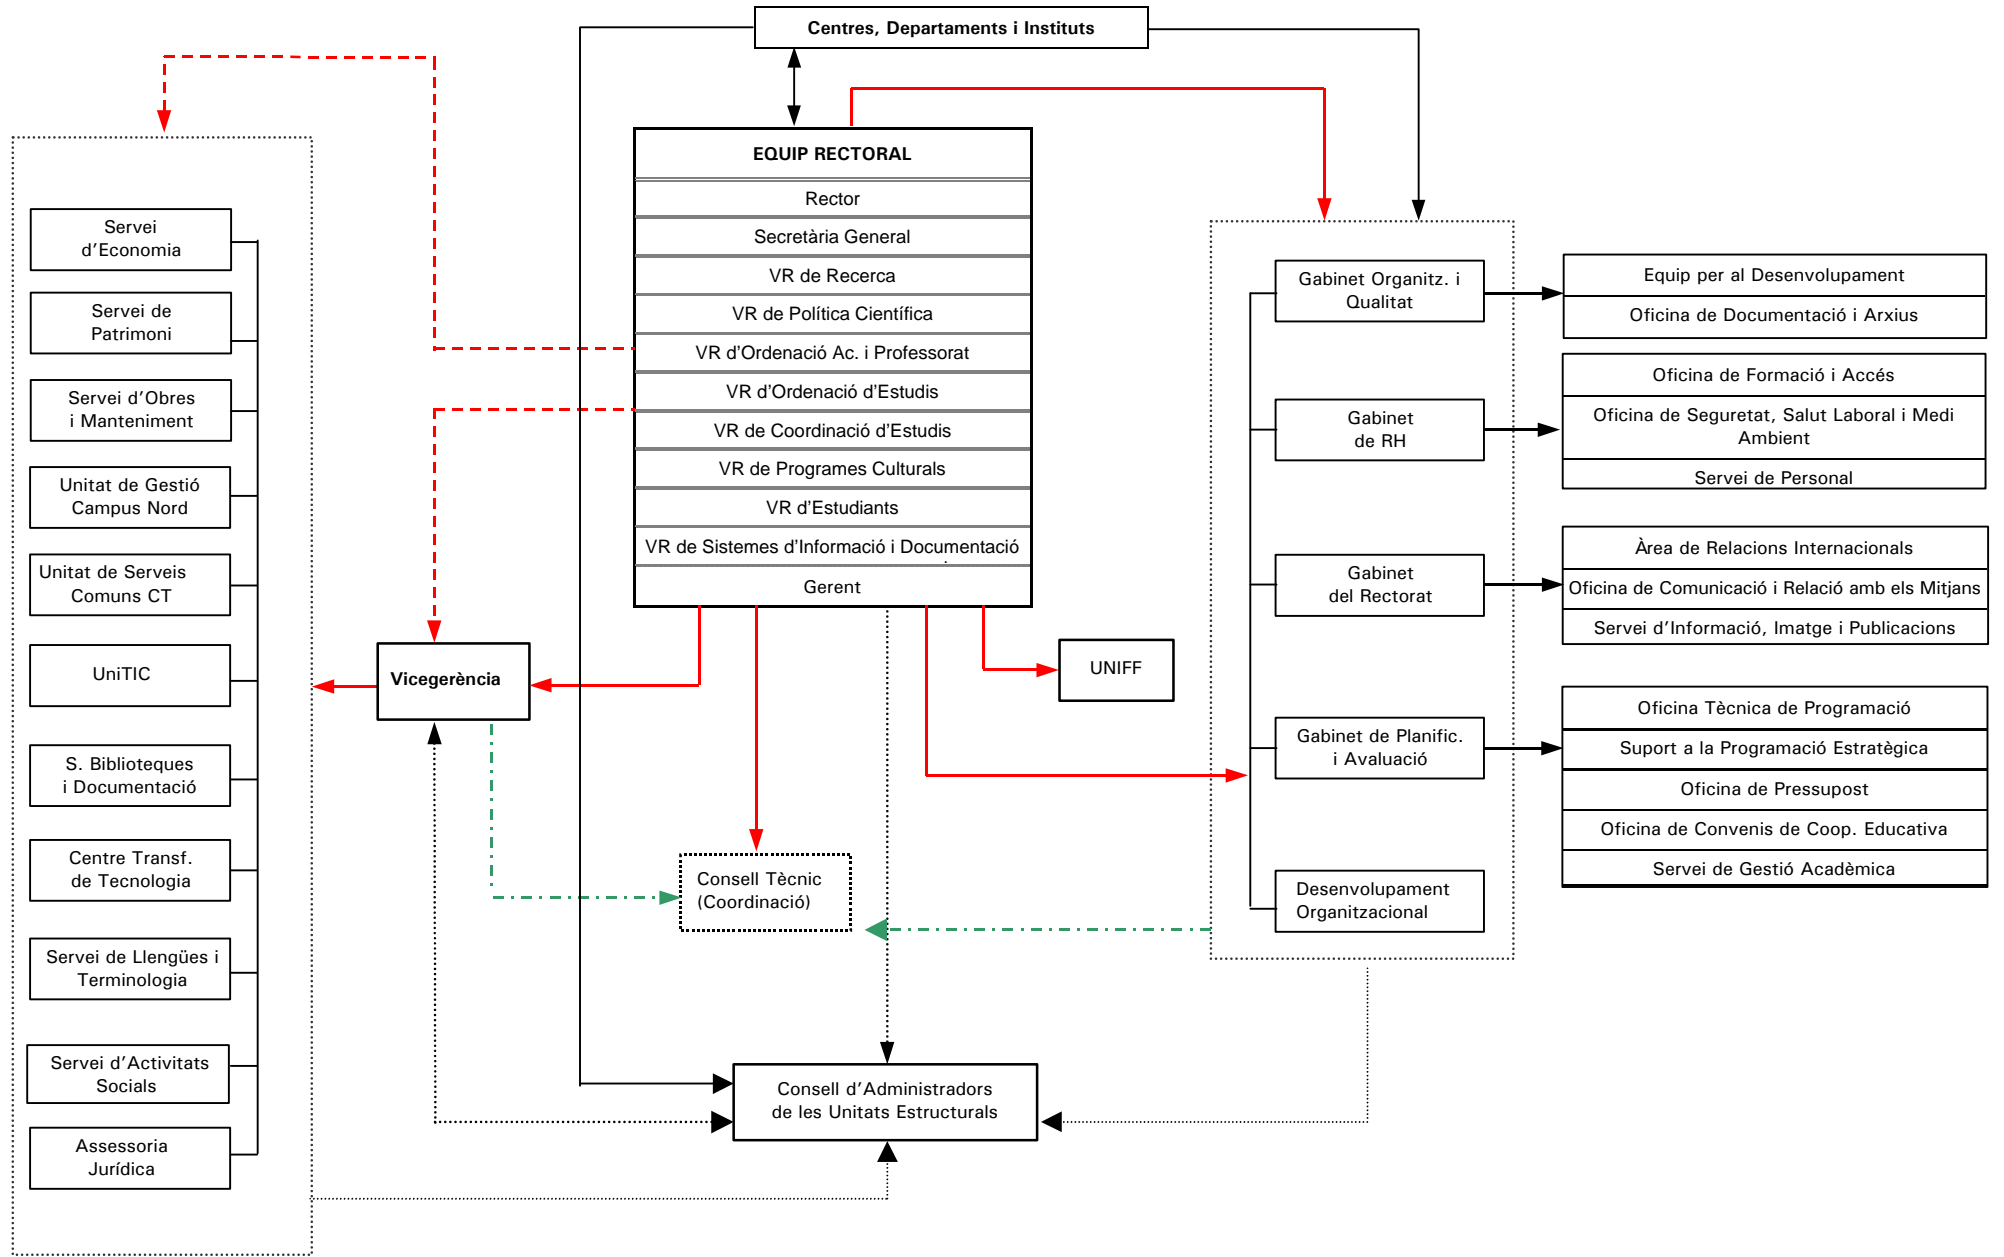 Centres, Departaments i Instituts
EQUIP RECTORAL
Rector
Secretària General
VR de Recerca
VR de Política Científica
VR d’Ordenació Ac. i Professorat
VR d’Ordenació d’Estudis
VR de Coordinació d’Estudis
VR de Programes Culturals
VR d’Estudiants
VR de Sistemes d’Informació i Documentació
Gerent
Servei
d’Economia
Servei de
Patrimoni
Servei d’Obres
i Manteniment
Unitat de Gestió
Campus Nord
Unitat de Serveis
Comuns CT
UniTIC
S. Biblioteques
i Documentació
Centre Transf.
de Tecnologia
Servei de Llengües i
Terminologia
Servei d’Activitats
Socials
Assessoria
Jurídica
Vicegerència
UNIFF
Consell Tècnic
(Coordinació)
Consell d’Administradors
de les Unitats Estructurals
Gabinet Organitz. i
Qualitat
Gabinet
de RH
Gabinet
del Rectorat
Gabinet de Planific.
i Avaluació
Desenvolupament
Organitzacional
Equip per al Desenvolupament
Oficina de Documentació i Arxius
Oficina de Formació i Accés
Oficina de Seguretat, Salut Laboral i Medi
Ambient
Servei de Personal
Àrea de Relacions Internacionals
Oficina de Comunicació i Relació amb els Mitjans
Servei d’Informació, Imatge i Publicacions
Oficina Tècnica de Programació
Suport a la Programació Estratègica
Oficina de Pressupost
Oficina de Convenis de Coop. Educativa
Servei de Gestió Acadèmica